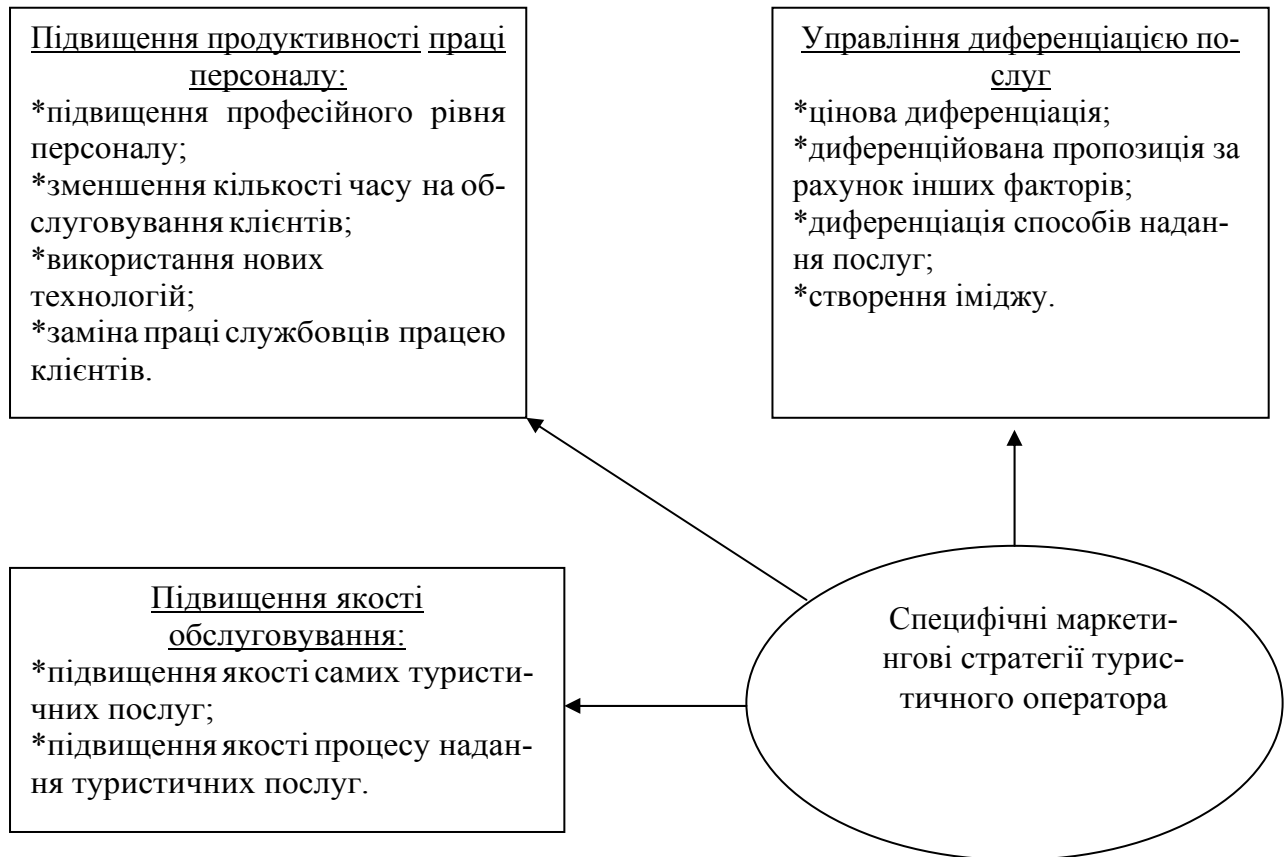 Підвищення продуктивності праці
персоналу:
*підвищення професійного рівня
персоналу;
*зменшення кількості часу на об-
слуговування клієнтів;
*використання нових
технологій;
*заміна праці службовців працею
клієнтів.
Управління диференціацією по-
слуг
*цінова диференціація;
*диференційована пропозиція за
рахунок інших факторів;
*диференціація способів надан-
ня послуг;
*створення іміджу.
Підвищення якості
обслуговування:
*підвищення якості самих туристи-
чних послуг;
*підвищення якості процесу надан-
ня туристичних послуг.
Специфічні маркети-
нгові стратегії турис-
тичного оператора